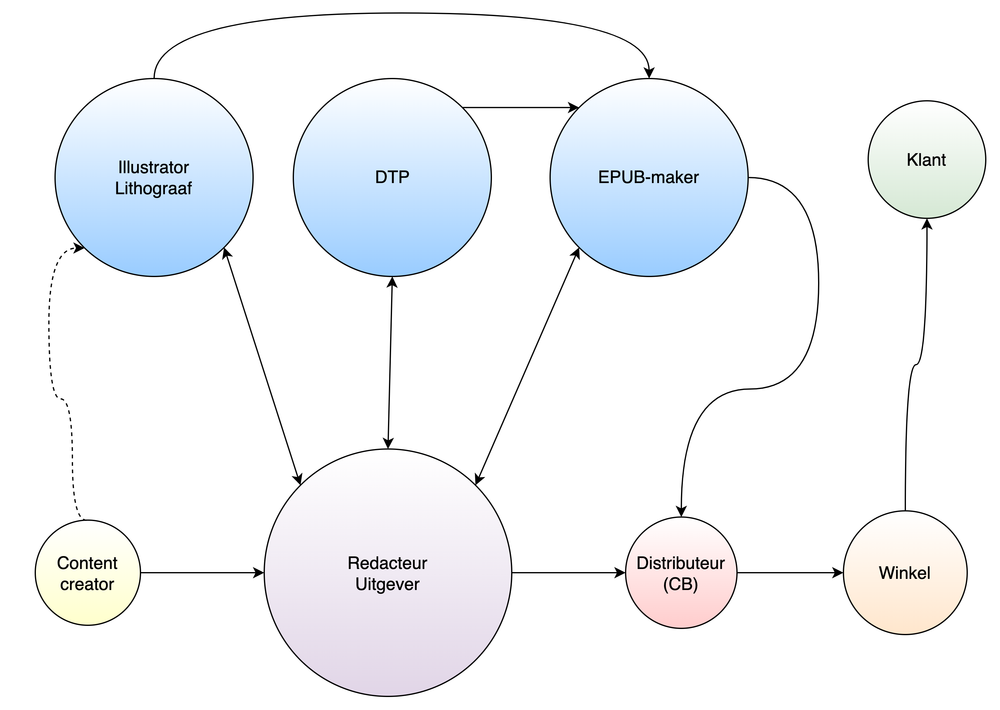 Illustrator
Lithograaf
DTP
EPUB-maker
Klant
Content
creator
Redacteur
Uitgever
Distributeur
(CB)
Winkel